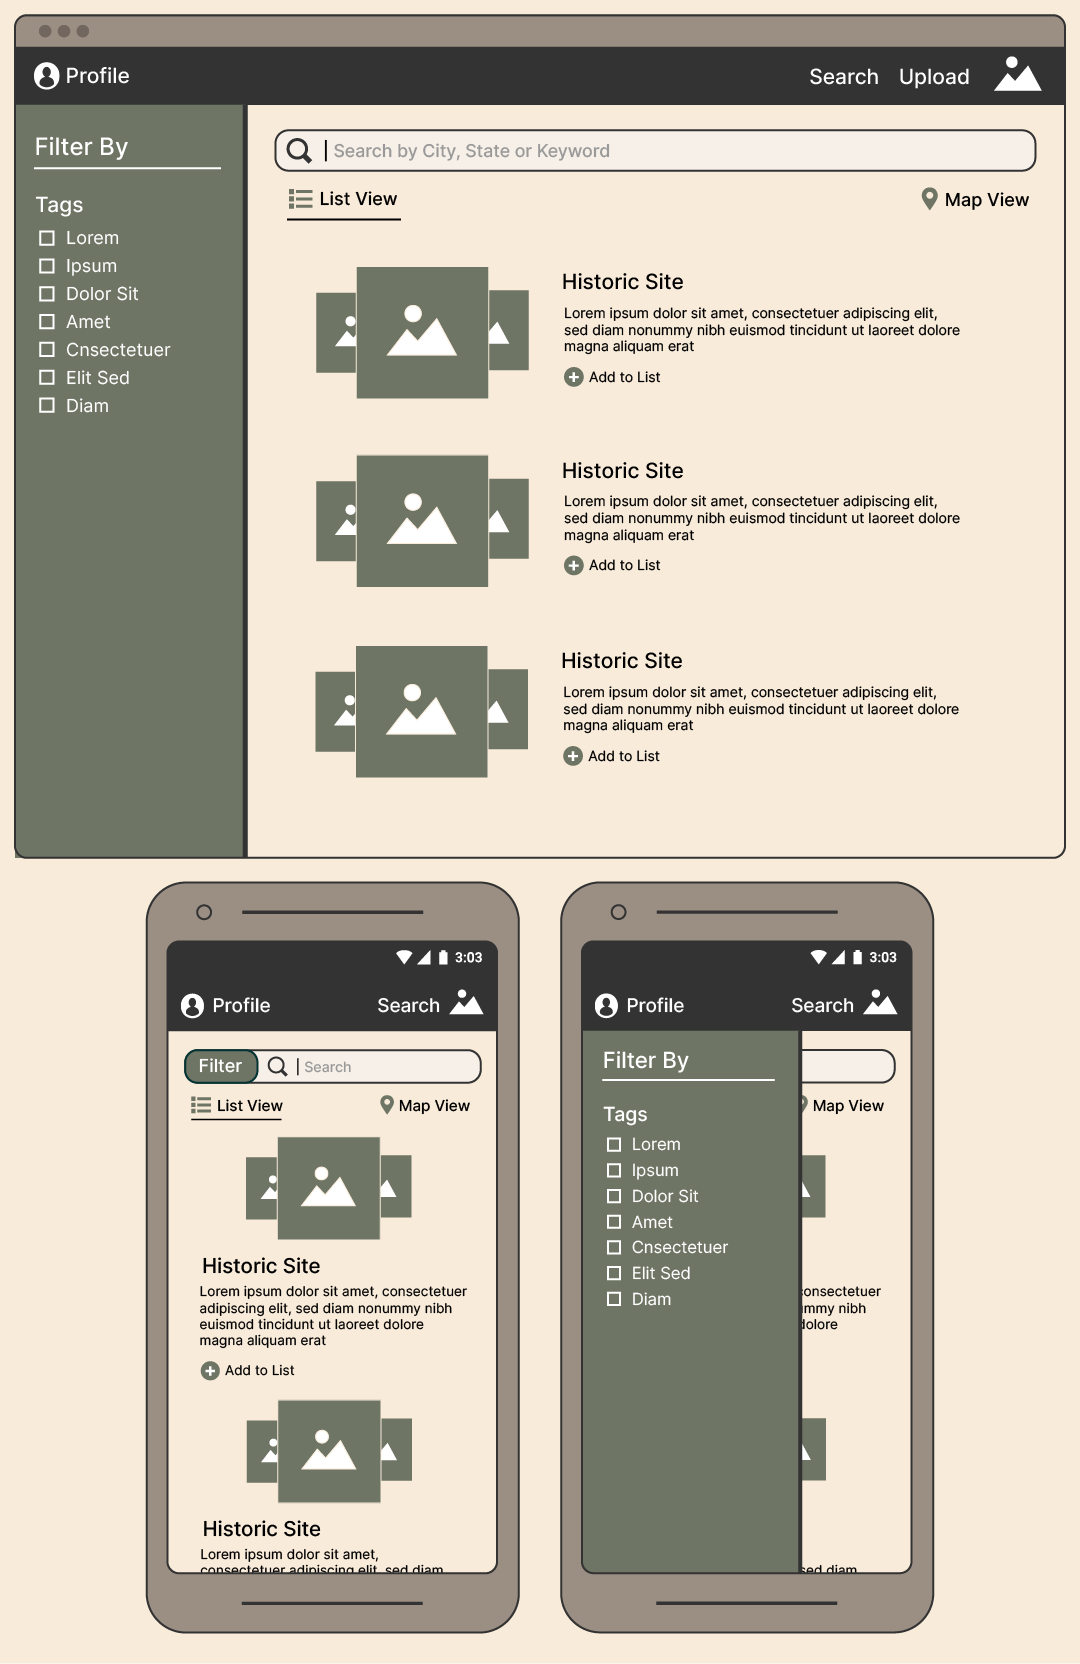 Profile
Search Upload
Filter By
Tags
Lorem
Ipsum
Dolor Sit
Amet
Cnsectetuer
Elit Sed
Diam
Search by City, State or Keyword
List View
Map View
Historic Site
Lorem ipsum dolor sit amet, consectetuer adipiscing elit,
sed diam nonummy nibh euismod tincidunt ut laoreet dolore
magna aliquam erat
Add to List
Historic Site
Lorem ipsum dolor sit amet, consectetuer adipiscing elit,
sed diam nonummy nibh euismod tincidunt ut laoreet dolore
magna aliquam erat
Add to List
Historic Site
Lorem ipsum dolor sit amet, consectetuer adipiscing elit,
sed diam nonummy nibh euismod tincidunt ut laoreet dolore
magna aliquam erat
Add to List
3:03
Profile
Search
Filter
Search
List View
Map View
Historic Site
Lorem ipsum dolor sit amet, consectetuer
adipiscing elit, sed diam nonummy nibh
euismod tincidunt ut laoreet dolore
magna aliquam erat
Add to List
Historic Site
Lorem ipsum dolor sit amet,
consectetuer adipiscing elit, sed diam
3:03
Profile
Search
Filter By
Tags
Lorem
Ipsum
Dolor Sit
Amet
Cnsectetuer
Elit Sed
Diam
Map View
consectetuer
mmy nibh
dolore
sed diam